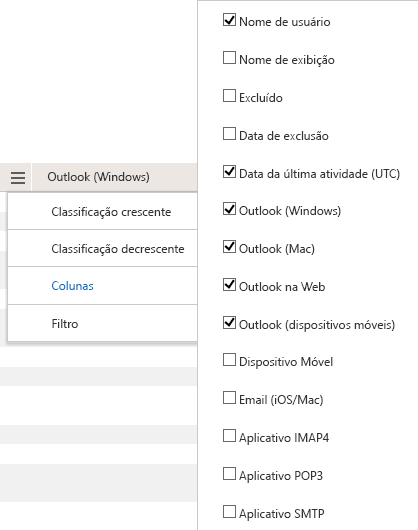 Outlook (Windows)
Classificação crescente
Classificação decrescente
Colunas
Filtro
Nome de usuário
Nome de exibição
Excluído
Data de exclusão
Data da última atividade (UTC)
Outlook (Windows)
Outlook (Mac)
Outlook na Web
Outlook (dispositivos móveis)
Dispositivo Móvel
Email (iOS/Mac)
Aplicativo IMAP4
Aplicativo POP3
Aplicativo SMTP